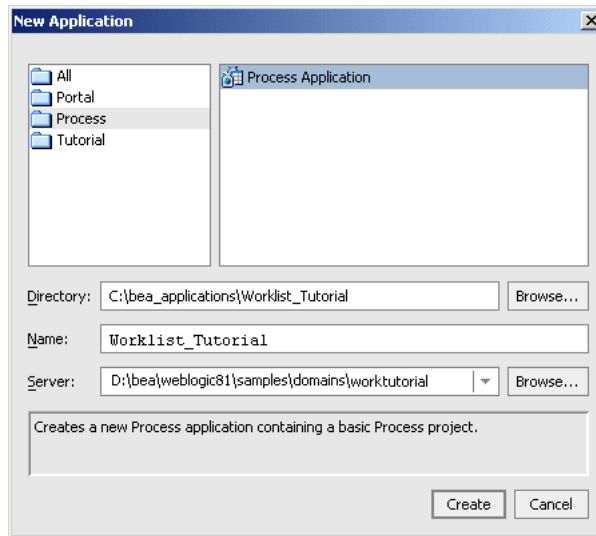 New Application
All
Portal
Process
Tutorial
Process Application
Directory: C:\bea_applications\Worklist_Tutorial Browse...
Name: Worklist_Tutorial
Server: D:\bea\weblogic81\samples\domains\worktutorial Browse...
Creates a new Process application containing a basic Process project.
Create Cancel